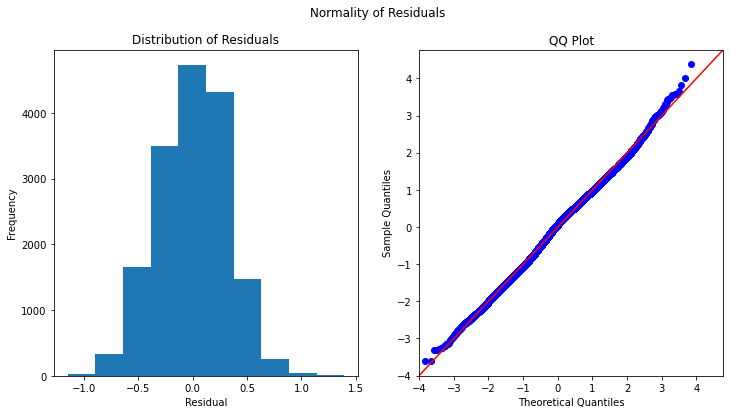 Normality of Residuals
Distribution of Residuals
Frequency
4000
3000
2000
1000
0
-1.0 -0.5 0.0 0.5 1.0 1.5
Residual
QQ Plot
Sample Quantiles
4
3
2
1
0
−1
−2
−3
−4
−4 −3 −2 −1 0 1 2 3 4
Theoretical Quantiles